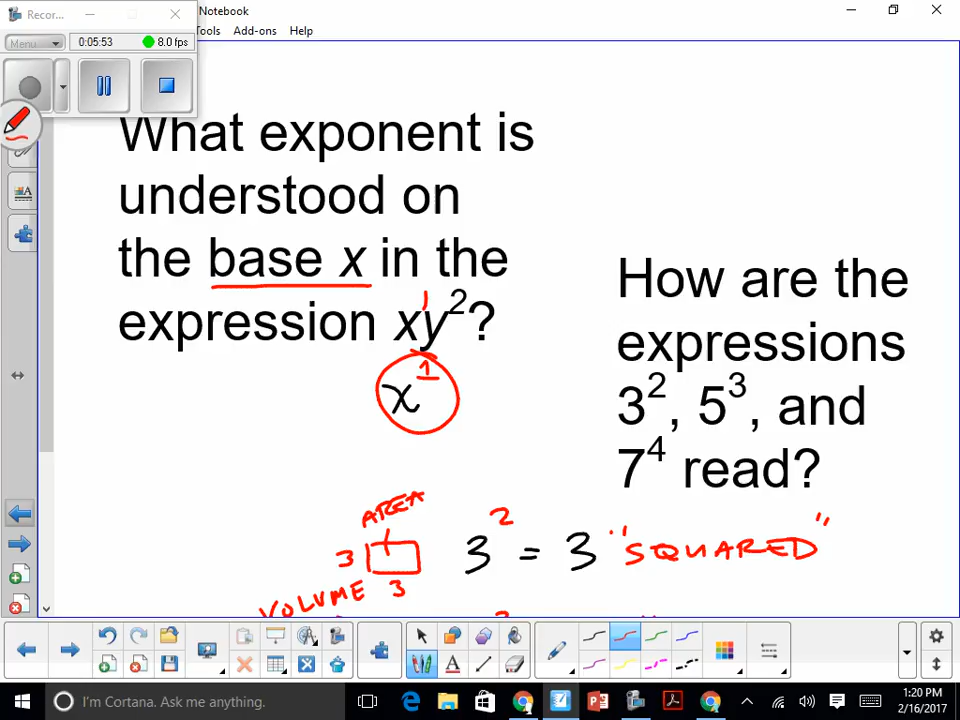 Recor...
Notebook
Tools Add-ons Help
Menu
0:05:53 8.0 fps
What exponent is
understood on
the base x in the
expression xy²?
1
x¹
How are the
expressions
3², 5³, and
7⁴ read?
AREA
3
3
3² = 3 "SQUARED"
VOLUME
I'm Cortana. Ask me anything.
1:20 PM
2/16/2017